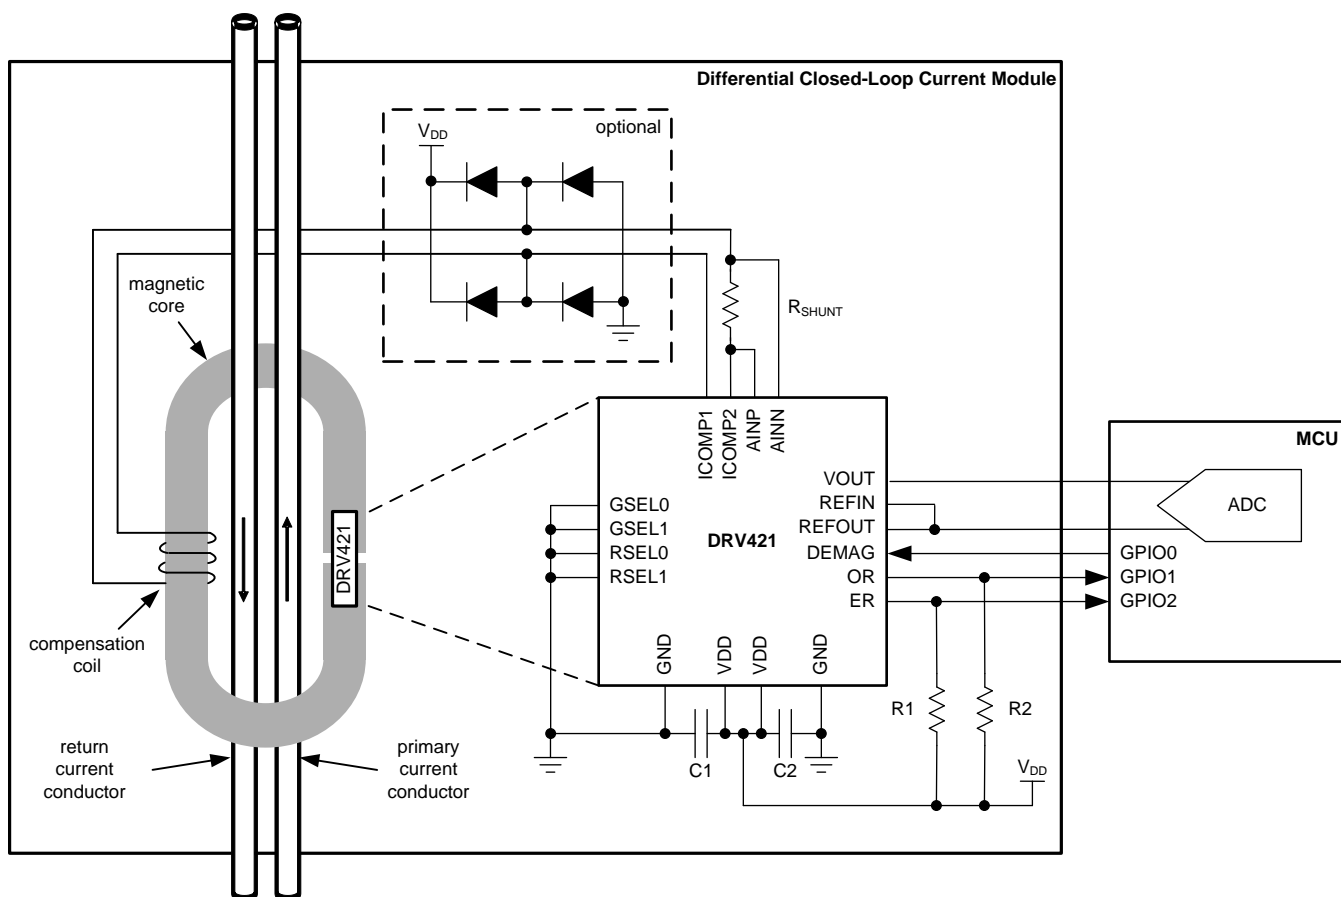 Differential Closed-Loop Current Module
optional
VDD
magnetic
core
RSHUNT
compensation
coil
return
current
conductor
primary
current
conductor
DRV421
ICOMP1
ICOMP2
AINP
AINN
GSEL0
GSEL1
RSEL0
RSEL1
DRV421
VOUT
REFIN
REFOUT
DEMAG
OR
ER
GND
VDD
VDD
GND
C1
C2
R1
R2
VDD
MCU
ADC
GPIO0
GPIO1
GPIO2